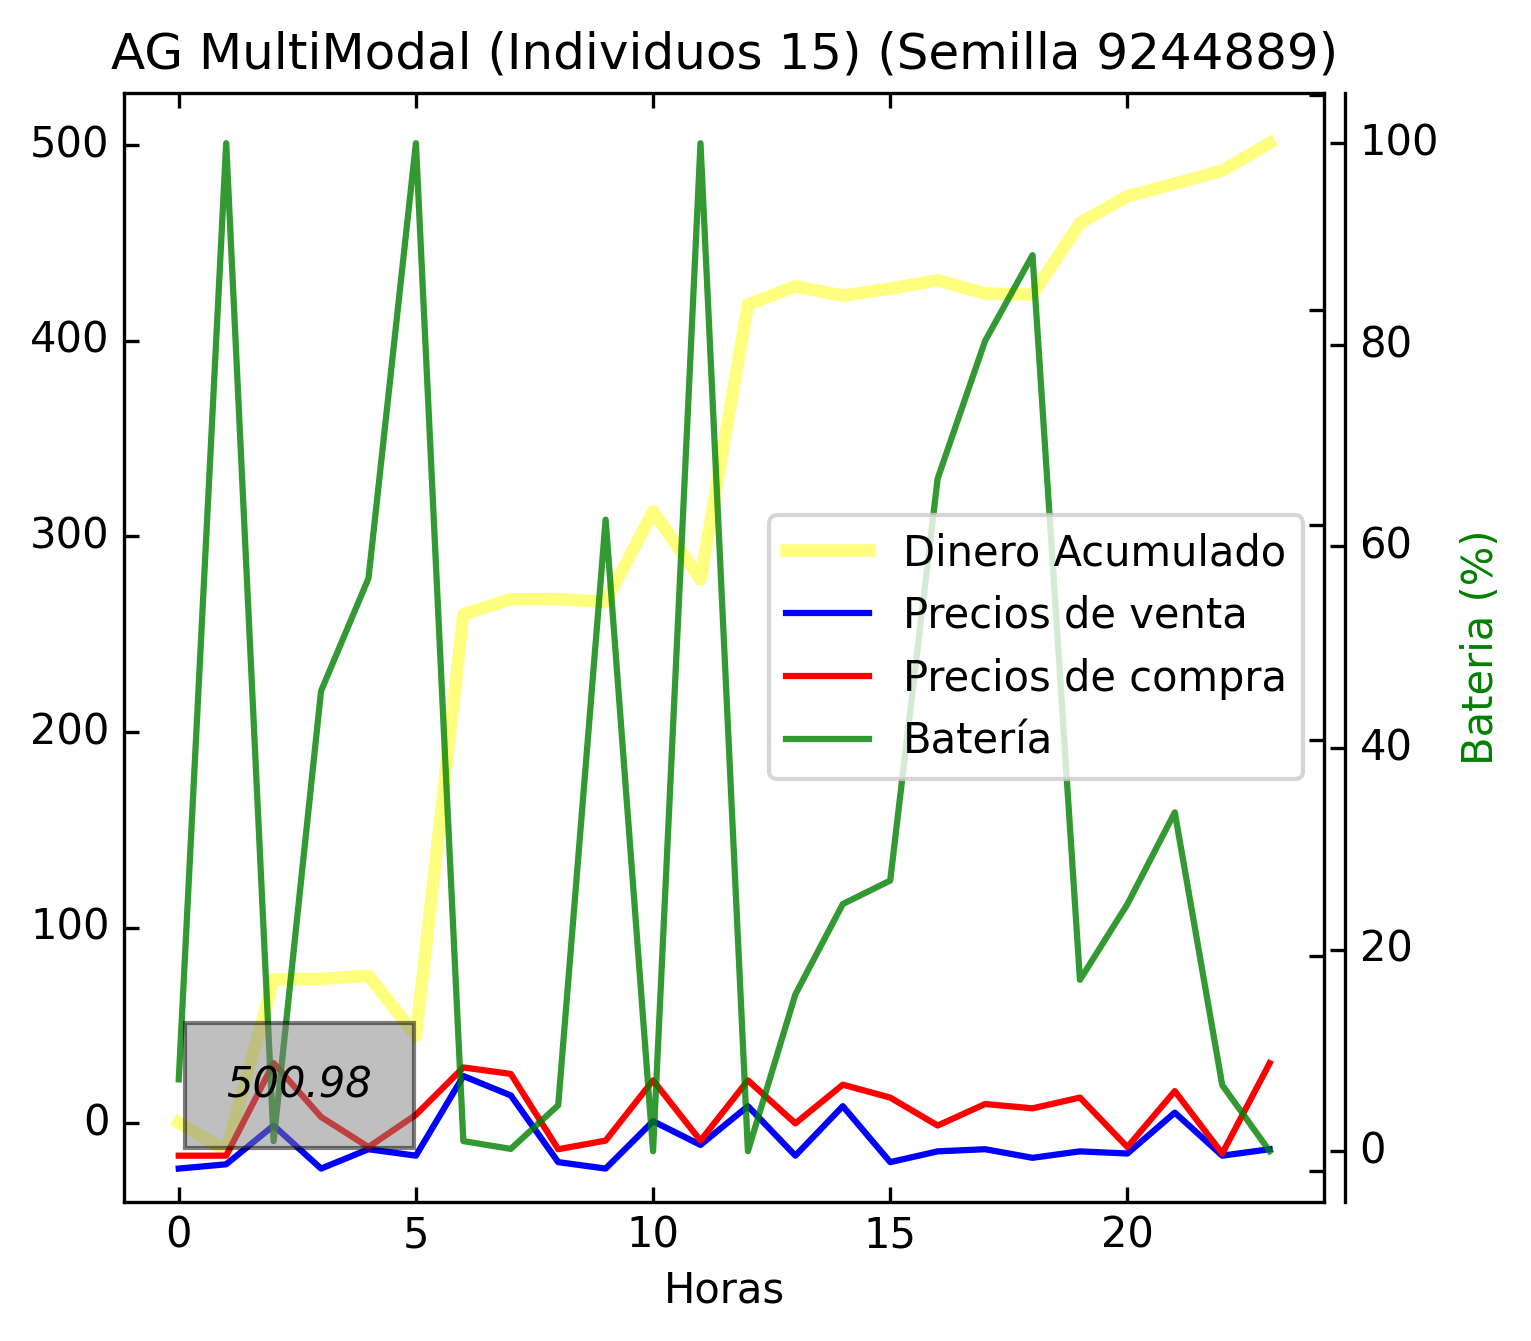 AG MultiModal (Individuos 15) (Semilla 9244889)
500
400
300
200
100
0
100
80
60
40
20
0
Bateria (%)
Dinero Acumulado
Precios de venta
Precios de compra
Batería
500.98
0 5 10 15 20
Horas